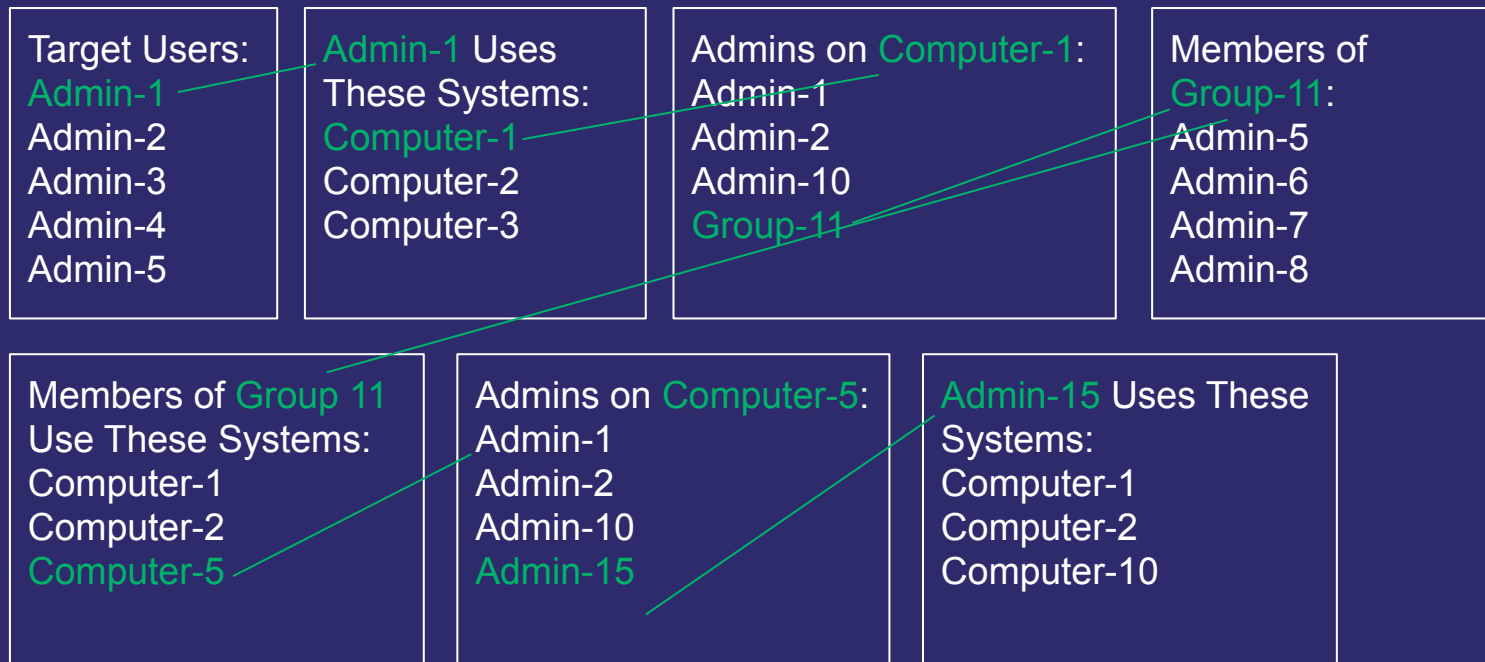 Target Users:
Admin-1
Admin-2
Admin-3
Admin-4
Admin-5
Admin-1 Uses
These Systems:
Computer-1
Computer-2
Computer-3
Admins on Computer-1:
Admin-1
Admin-2
Admin-10
Group-11
Members of
Group-11:
Admin-5
Admin-6
Admin-7
Admin-8
Members of Group 11
Use These Systems:
Computer-1
Computer-2
Computer-5
Admins on Computer-5:
Admin-1
Admin-2
Admin-10
Admin-15
Admin-15 Uses These
Systems:
Computer-1
Computer-2
Computer-10